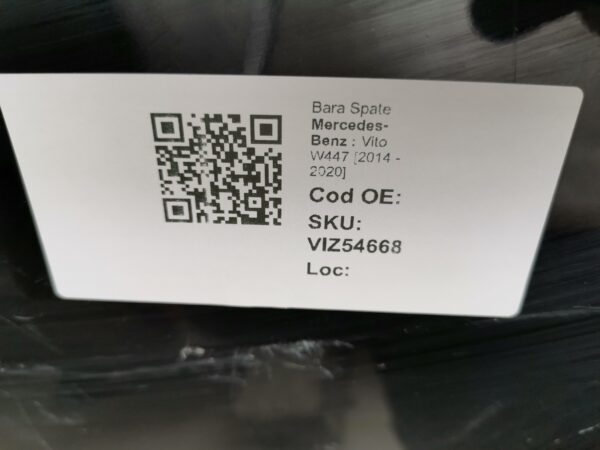 Bara Spate
Mercedes-
Benz : Vito
W447 [2014 -
2020]
Cod OE:
SKU:
VIZ54668
Loc: